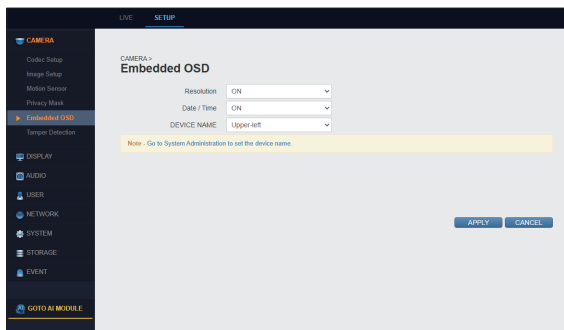 LIVE SETUP
CAMERA
Codec Setup
Image Setup
Motion Sensor
Privacy Mask
Embedded OSD
Tamper Detection
DISPLAY
AUDIO
USER
NETWORK
SYSTEM
STORAGE
EVENT
GOTO AI MODULE
CAMERA >
Embedded OSD
Resolution ON
Date / Time ON
DEVICE NAME Upper-left
Note - Go to System Administration to set the device name.
APPLY CANCEL